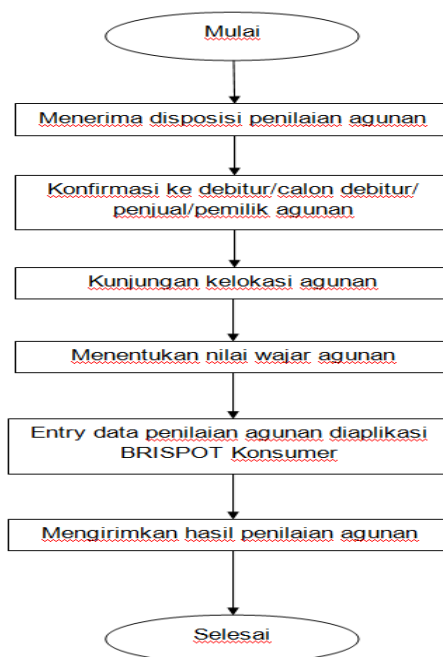 Mulai
Menerima disposisi penilaian agunan
Konfirmasi ke debitur/calon debitur/
penjual/pemilik agunan
Kunjungan kelokasi agunan
Menentukan nilai wajar agunan
Entry data penilaian agunan diaplikasi
BRISPOT Konsumer
Mengirimkan hasil penilaian agunan
Selesai